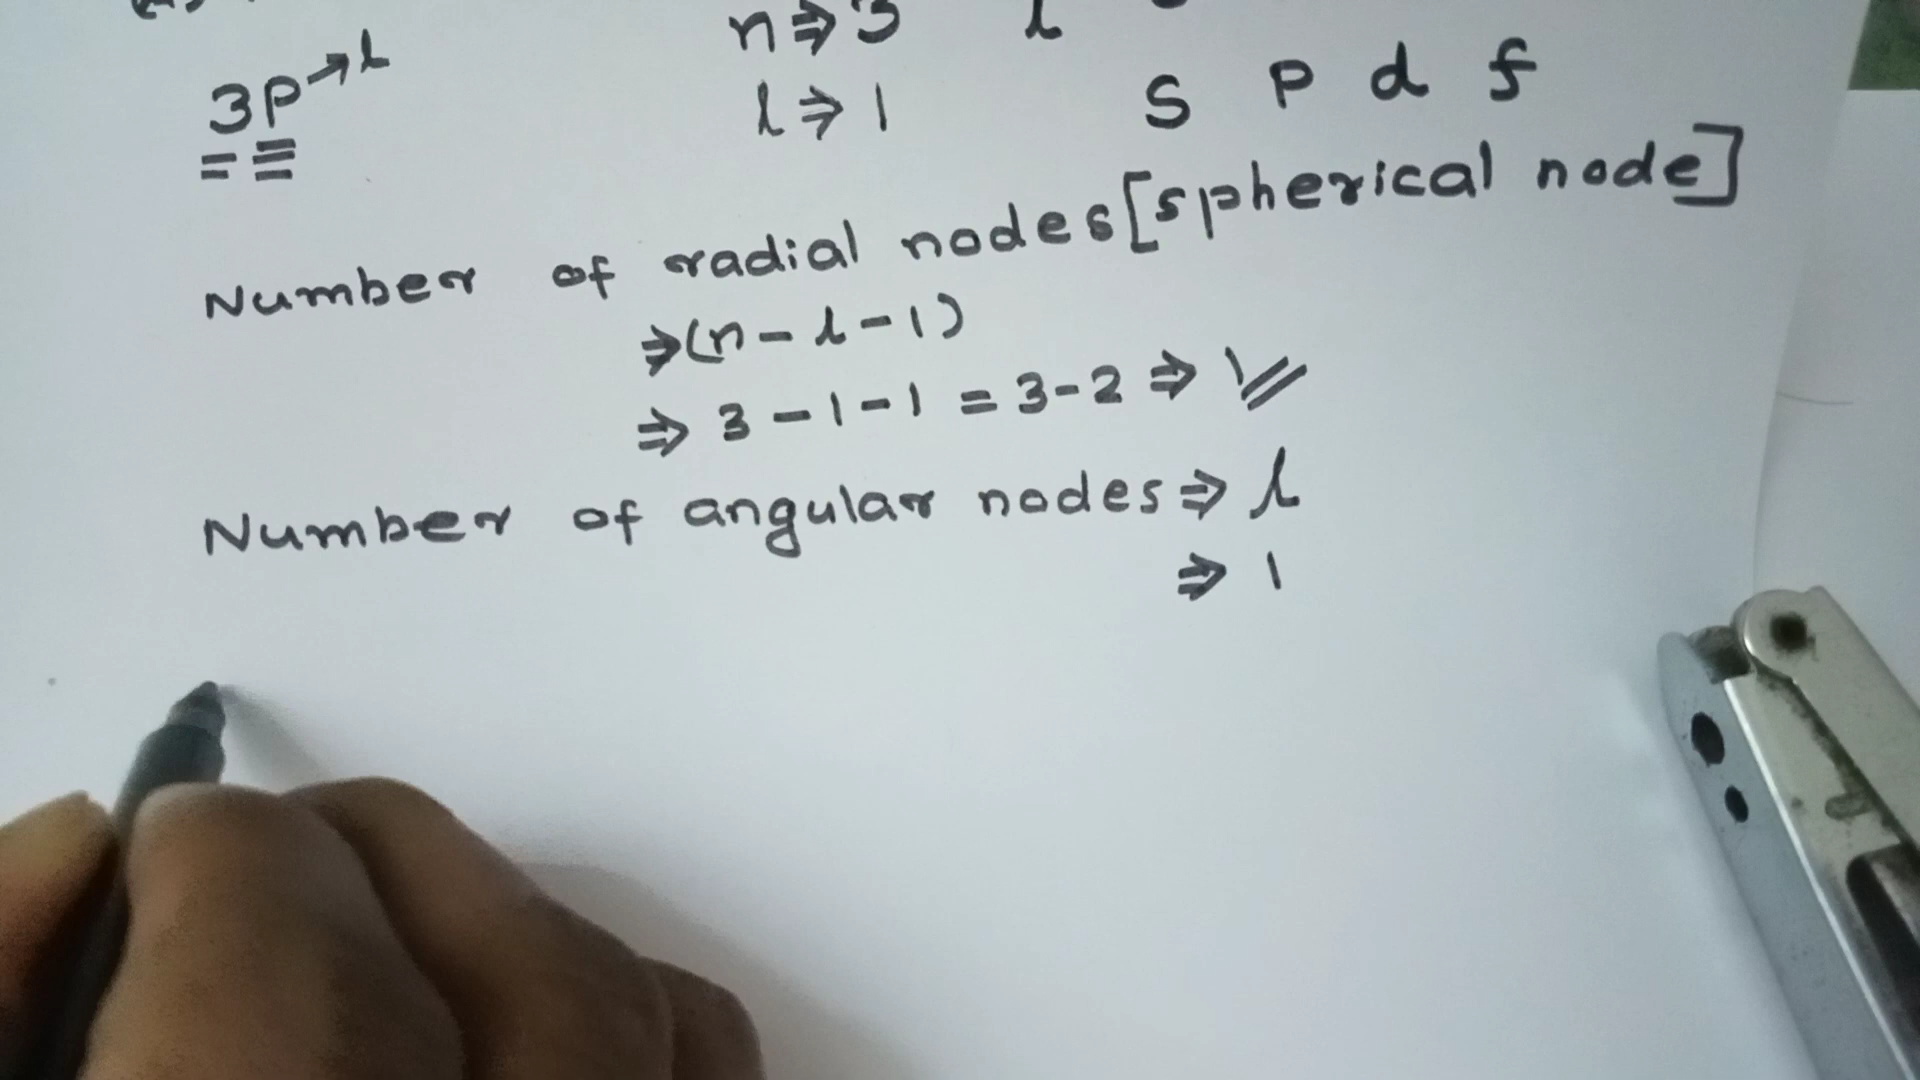 n⇒3 l
3p→l l⇒1 s p d f
Number of radial nodes[spherical node]
⇒(n-l-1)
⇒ 3-1-1 = 3-2 ⇒ 1
Number of angular nodes⇒ l
⇒ 1